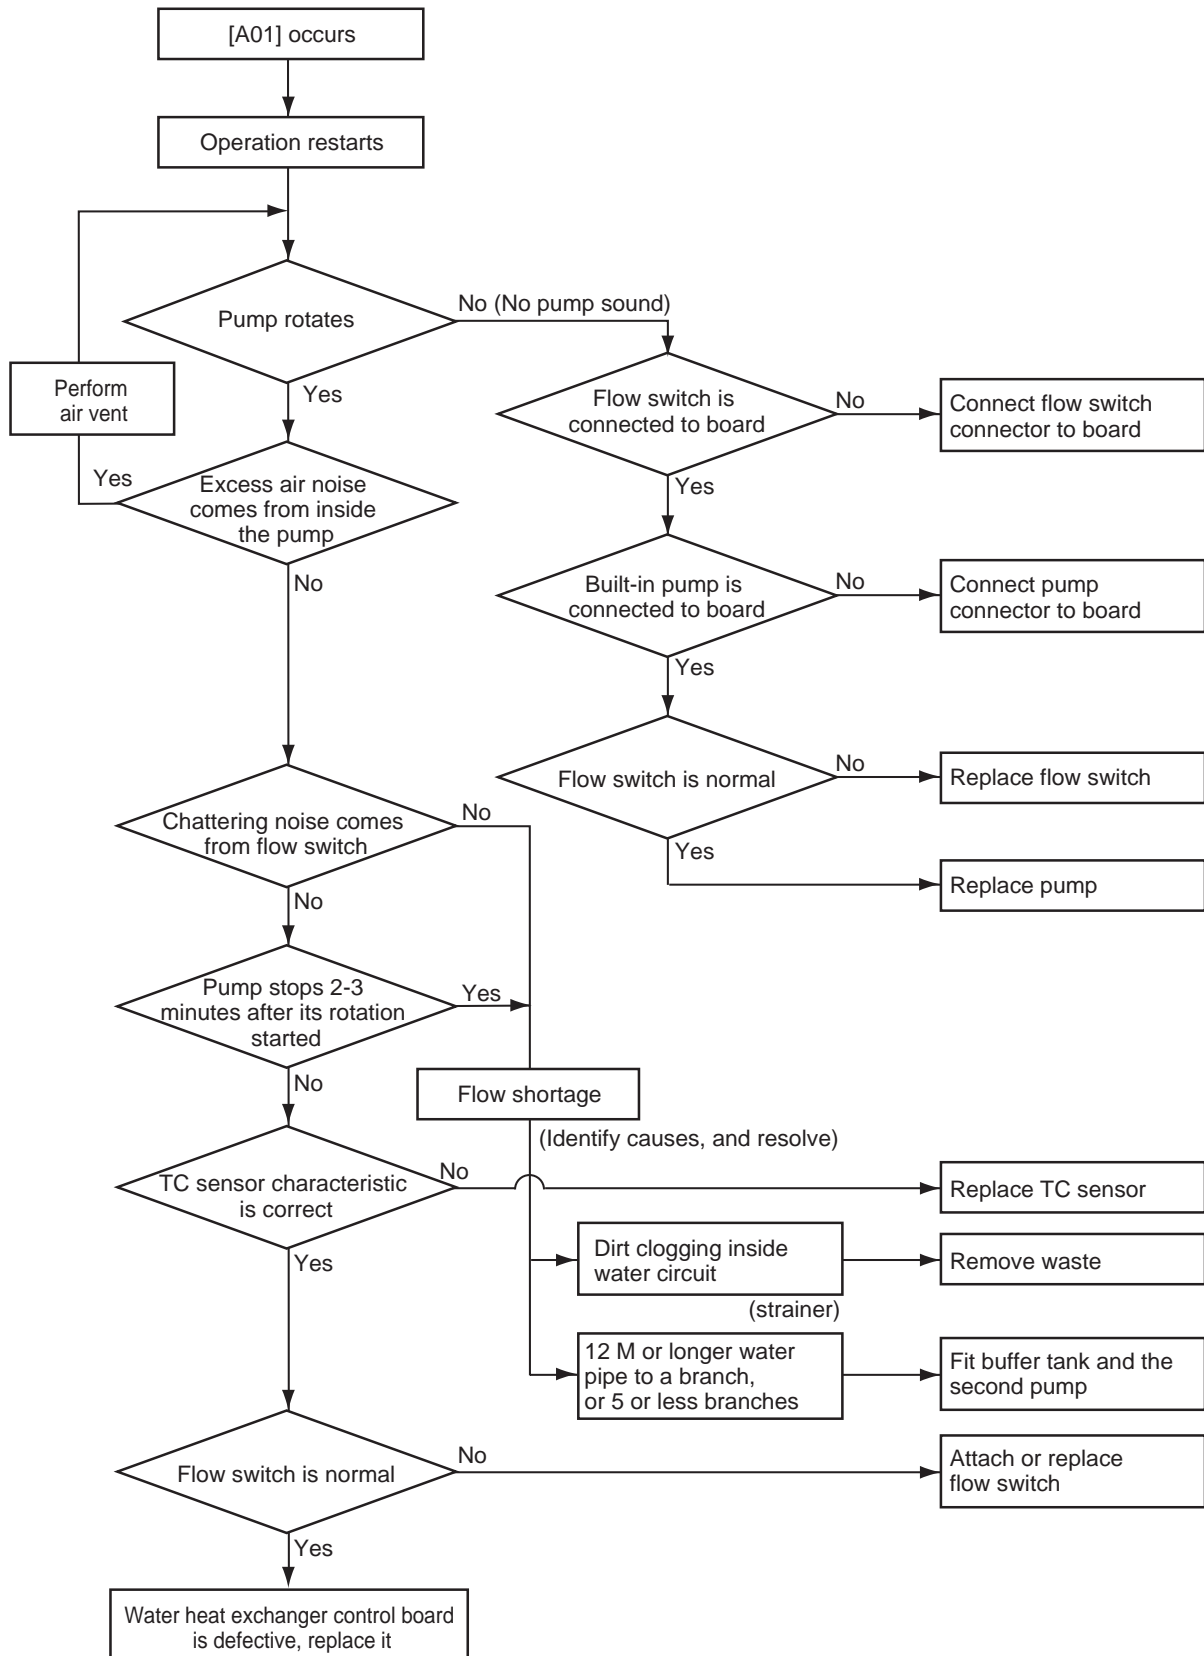 [A01] occurs
Operation restarts
Pump rotates
No (No pump sound)
Yes
Perform
air vent
Yes
Excess air noise
comes from inside
the pump
No
Flow switch is
connected to board
No
Connect flow switch
connector to board
Yes
Built-in pump is
connected to board
No
Connect pump
connector to board
Yes
Flow switch is normal
No
Replace flow switch
Yes
Replace pump
Chattering noise comes
from flow switch
No
No
Pump stops 2-3
minutes after its rotation
started
Yes
No
Flow shortage
(Identify causes, and resolve)
TC sensor characteristic
is correct
No
Replace TC sensor
Yes
Dirt clogging inside
water circuit
(strainer)
Remove waste
12 M or longer water
pipe to a branch,
or 5 or less branches
Fit buffer tank and the
second pump
Flow switch is normal
No
Attach or replace
flow switch
Yes
Water heat exchanger control board
is defective, replace it